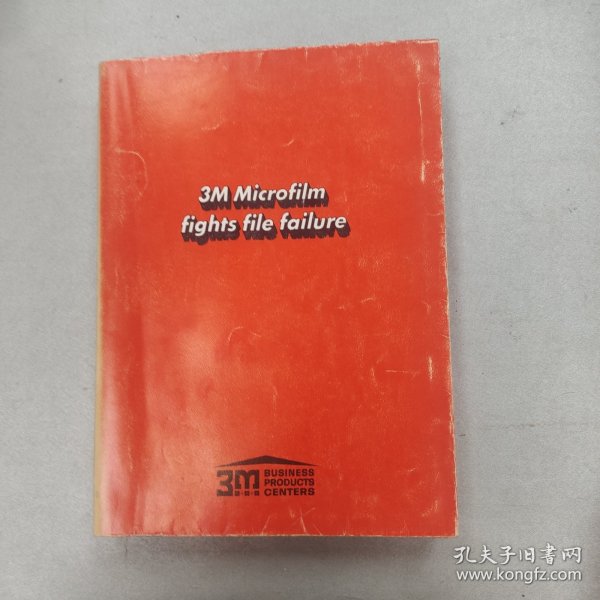 3M Microfilm
fights file failure
3M BUSINESS
PRODUCTS
CENTERS
孔夫子旧书网
www.kongfz.com